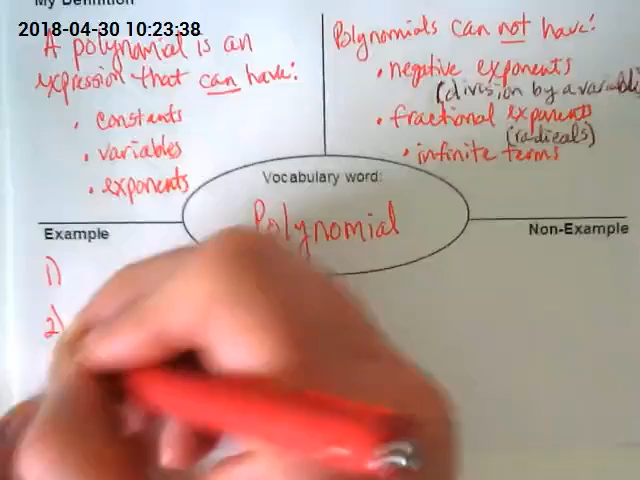 My Definition
2018-04-30 10:23:38
A polynomial is an
expression that can have:
• constants
• variables
• exponents
Polynomials can not have:
• negative exponents
(division by a variable)
• fractional exponents
(radicals)
• infinite terms
Vocabulary word:
Polynomial
Example
1)
2)
Non-Example